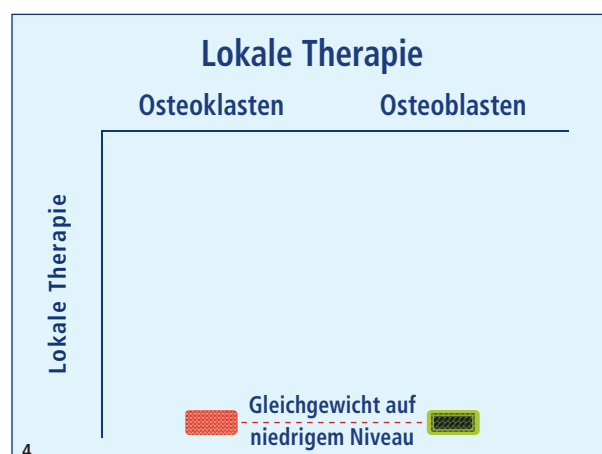 Lokale Therapie
Osteoklasten Osteoblasten
Lokale Therapie
Gleichgewicht auf
niedrigem Niveau
4